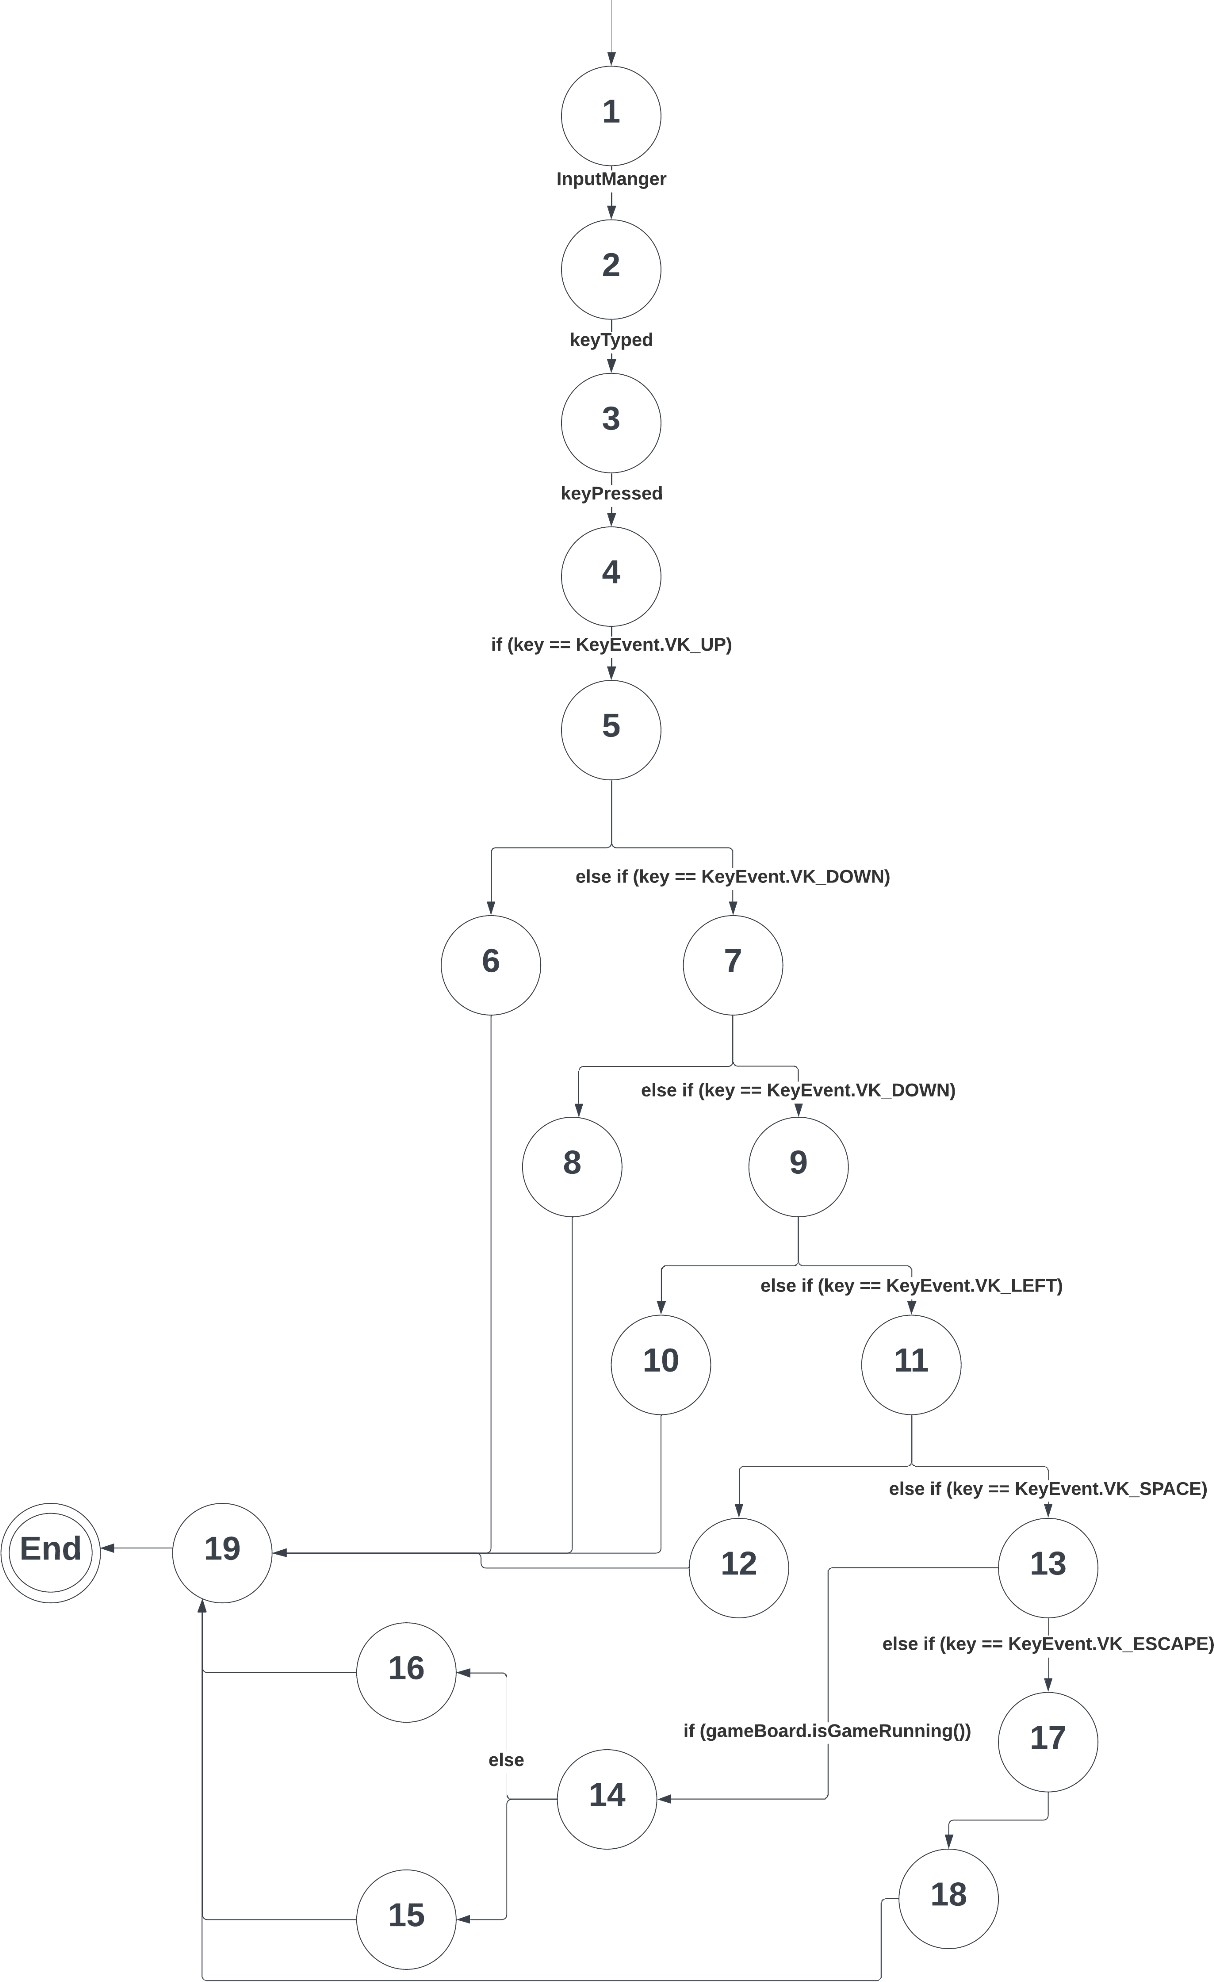 1
InputManger
2
keyTyped
3
keyPressed
4
if (key == KeyEvent.VK_UP)
5
else if (key == KeyEvent.VK_DOWN)
6
7
else if (key == KeyEvent.VK_DOWN)
8
9
else if (key == KeyEvent.VK_LEFT)
10
11
else if (key == KeyEvent.VK_SPACE)
End
19
12
13
else if (key == KeyEvent.VK_ESCAPE)
16
if (gameBoard.isGameRunning())
17
else
14
18
15